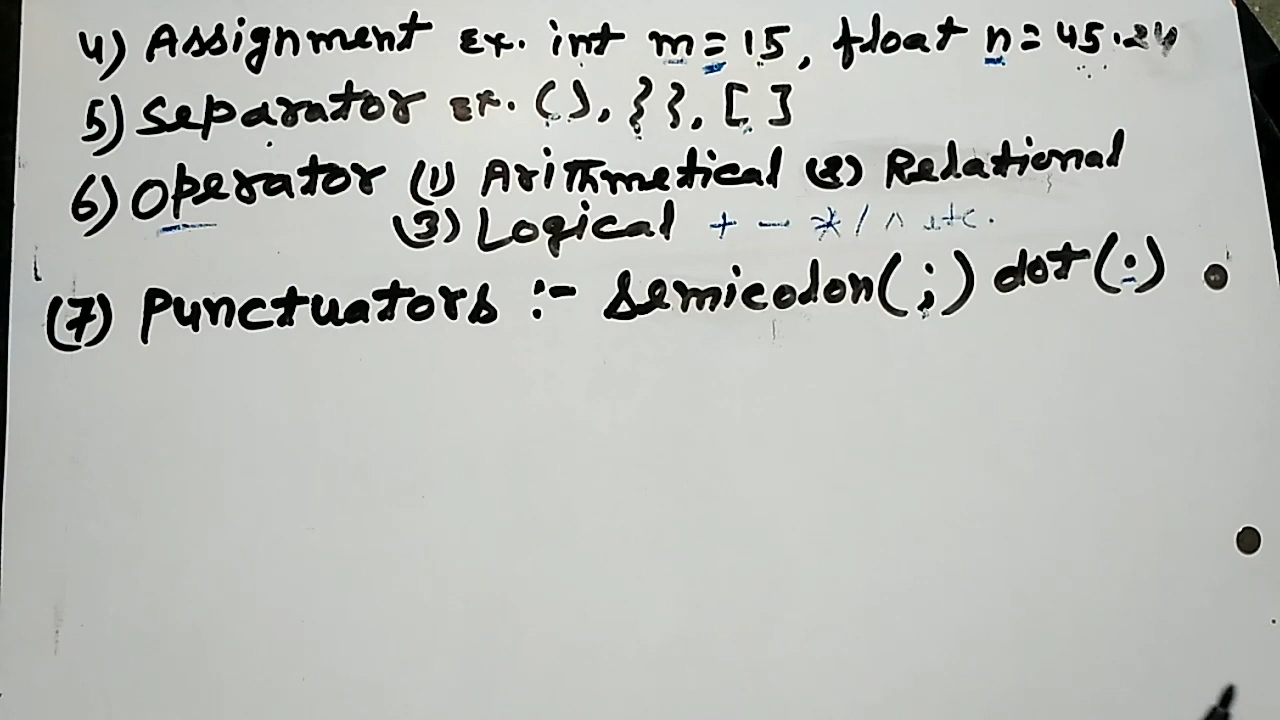 4) Assignment Ex. int m=15, float n=45.24
5) Separator Ex. (), {}, []
6) Operator (1) Arithmetical (2) Relational
(3) Logical + - * / ^ etc.
(7) Punctuators :- Semicolon(;) dot(.)